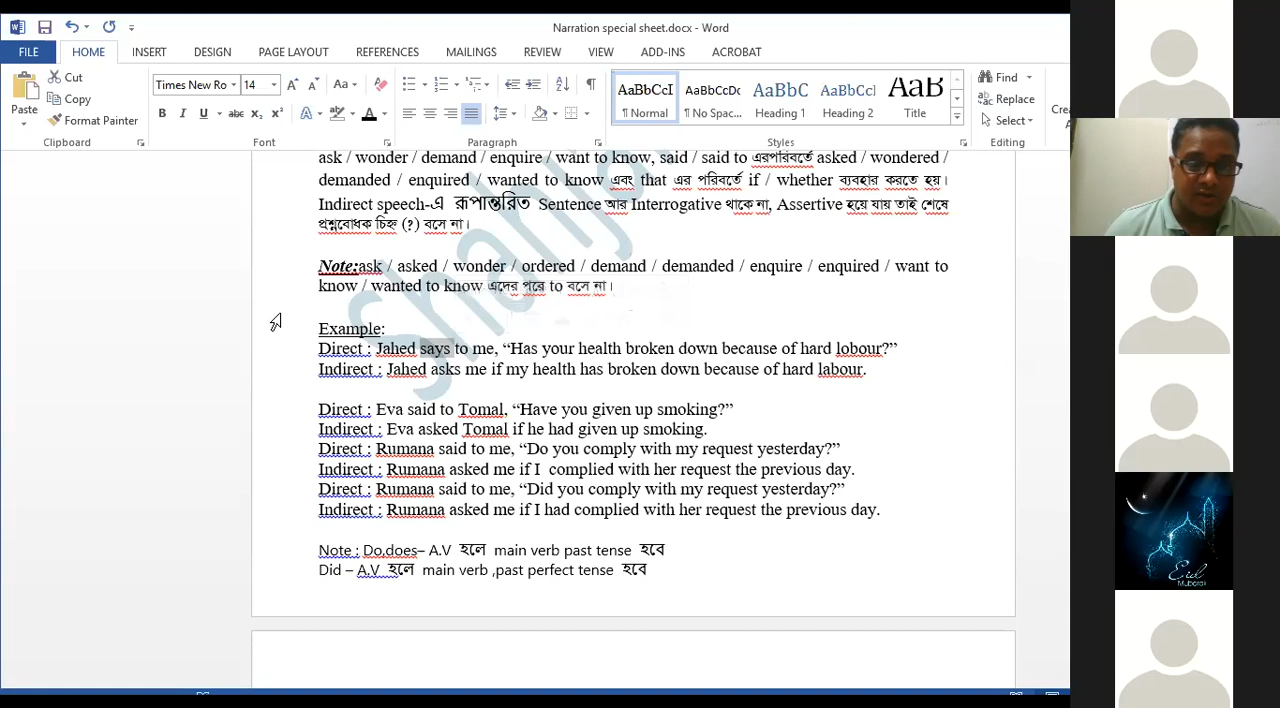 Narration special sheet.docx - Word
FILE HOME INSERT DESIGN PAGE LAYOUT REFERENCES MAILINGS REVIEW VIEW ADD-INS ACROBAT
Paste
Cut
Copy
Format Painter
Clipboard
Times New Ro 14
Font
Paragraph
AaBbCcI AaBbCcDc AaBbC AaBbCcl AaB
¶ Normal ¶ No Spac... Heading 1 Heading 2 Title
Styles
Find
Replace
Select
Editing
Cre
ask / wonder / demand / enquire / want to know, said / said to এরপরিবর্তে asked / wondered /
demanded / enquired / wanted to know এবং that এর পরিবর্তে if / whether ব্যবহার করতে হয়।
Indirect speech-এ রূপান্তরিত Sentence আর Interrogative থাকে না, Assertive হয়ে যায় তাই শেষে
প্রশ্নবোধক চিহ্ন (?) বসে না।
Note:ask / asked / wonder / ordered / demand / demanded / enquire / enquired / want to
know / wanted to know এদের পরে to বসে না।
Example:
Direct : Jahed says to me, “Has your health broken down because of hard lobour?”
Indirect : Jahed asks me if my health has broken down because of hard labour.
Direct : Eva said to Tomal, “Have you given up smoking?”
Indirect : Eva asked Tomal if he had given up smoking.
Direct : Rumana said to me, “Do you comply with my request yesterday?”
Indirect : Rumana asked me if I complied with her request the previous day.
Direct : Rumana said to me, “Did you comply with my request yesterday?”
Indirect : Rumana asked me if I had complied with her request the previous day.
Note : Do,does– A.V হলে main verb past tense হবে
Did – A.V হলে main verb ,past perfect tense হবে
Eid
Mubarak